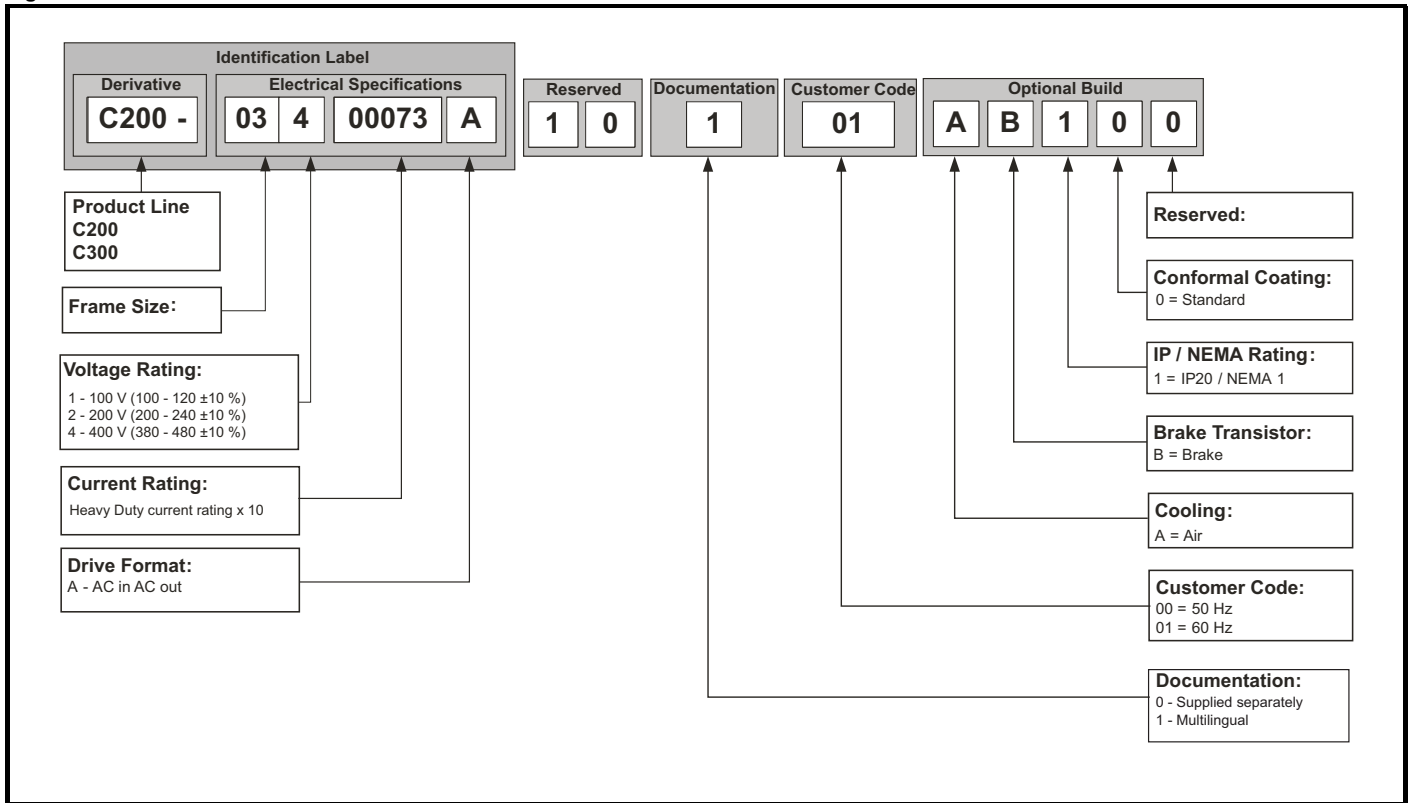 Identification Label
Derivative
Electrical Specifications
Reserved
Documentation
Customer Code
Optional Build
C200 -
03 4 00073 A
1 0
1
01
A B 1 0 0
Product Line
C200
C300
Frame Size:
Voltage Rating:
1 - 100 V (100 - 120 ±10 %)
2 - 200 V (200 - 240 ±10 %)
4 - 400 V (380 - 480 ±10 %)
Current Rating:
Heavy Duty current rating x 10
Drive Format:
A - AC in AC out
Reserved:
Conformal Coating:
0 = Standard
IP / NEMA Rating:
1 = IP20 / NEMA 1
Brake Transistor:
B = Brake
Cooling:
A = Air
Customer Code:
00 = 50 Hz
01 = 60 Hz
Documentation:
0 - Supplied separately
1 - Multilingual